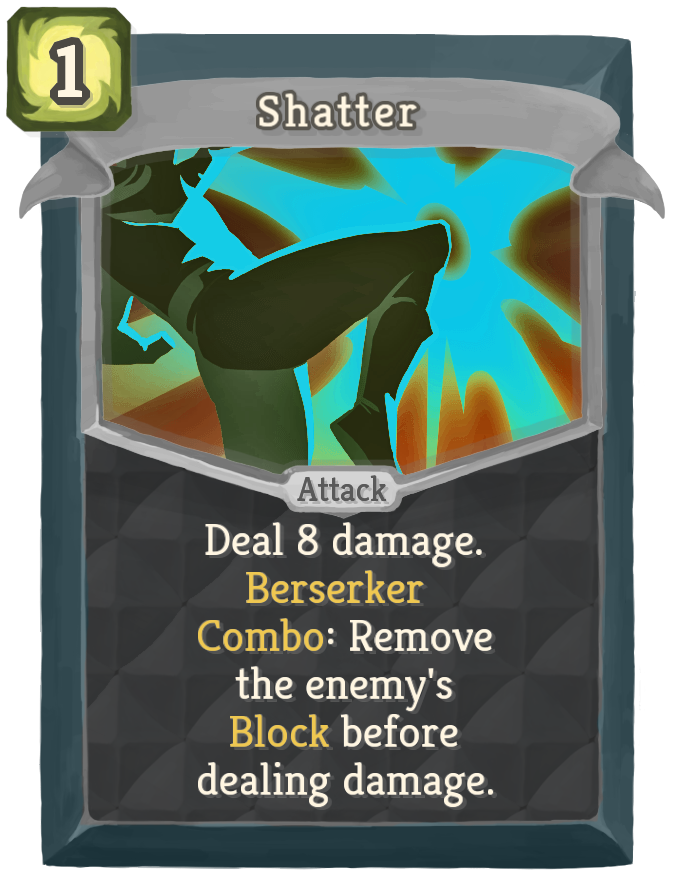 1
Shatter
Attack
Deal 8 damage.
Berserker
Combo: Remove
the enemy's
Block before
dealing damage.